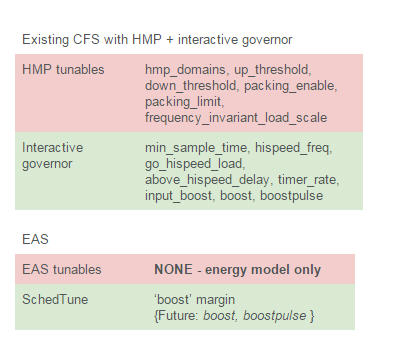 Existing CFS with HMP + interactive governor
HMP tunables hmp_domains, up_threshold,
down_threshold, packing_enable,
packing_limit,
frequency_invariant_load_scale
Interactive min_sample_time, hispeed_freq,
governor go_hispeed_load,
above_hispeed_delay, timer_rate,
input_boost, boost, boostpulse
EAS
EAS tunables NONE - energy model only
SchedTune ‘boost’ margin
{Future: boost, boostpulse }